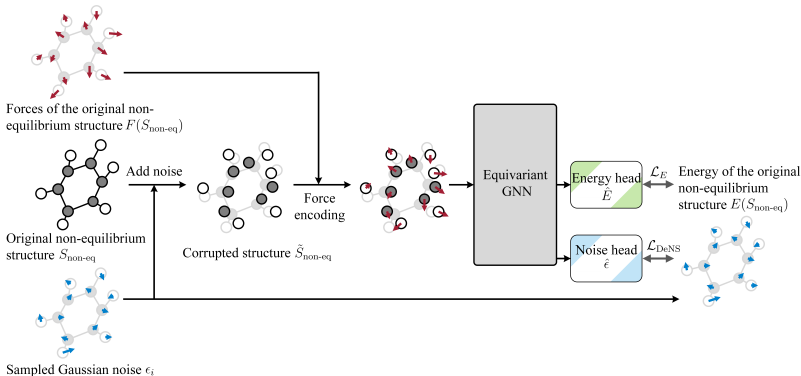 Forces of the original non-
equilibrium structure F(S_non-eq)
Add noise
Original non-equilibrium
structure S_non-eq
Corrupted structure S̃_non-eq
Force
encoding
Equivariant
GNN
Energy head
Ê
ℒ_E
Energy of the original
non-equilibrium
structure E(S_non-eq)
Noise head
ε̂
ℒ_DeNS
Sampled Gaussian noise ε_i